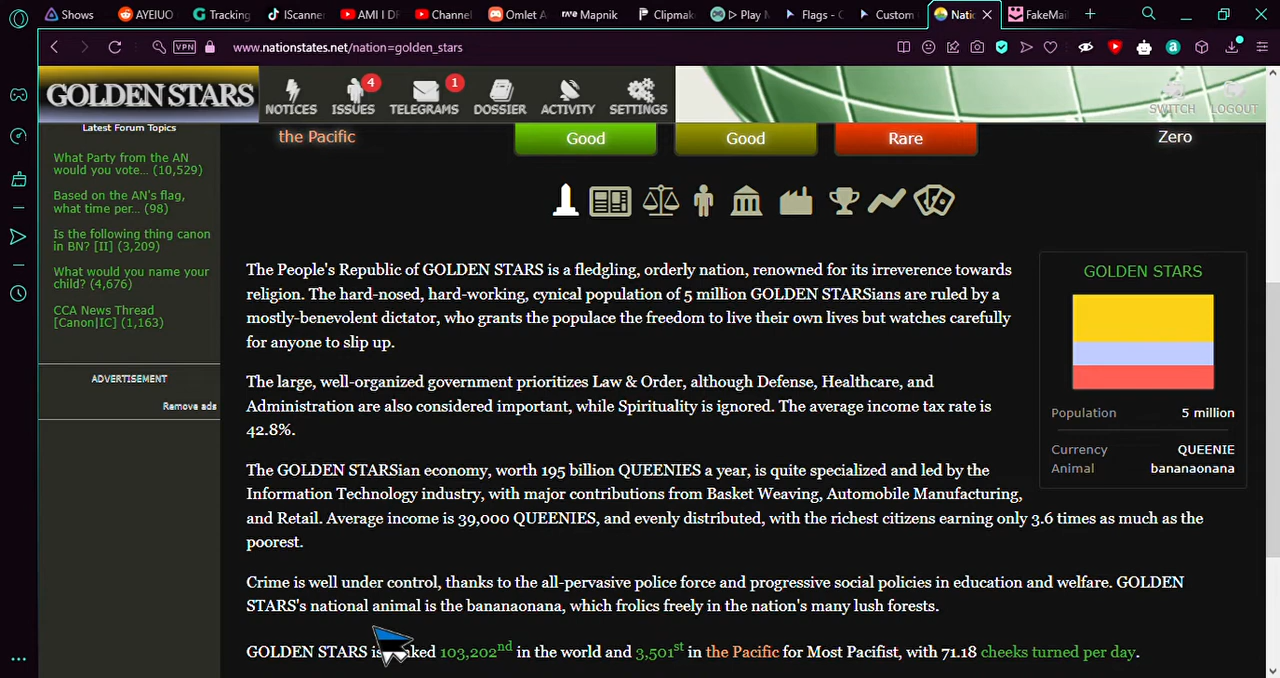 Shows
AYEIUO
Tracking
IScanner
AMI I DF
Channel
Omlet A
Mapnik
Clipmak
Play M
Flags - C
Custom
Natio
FakeMai
VPN
www.nationstates.net/nation=golden_stars
GOLDEN STARS
NOTICES
4
ISSUES
1
TELEGRAMS
DOSSIER
ACTIVITY
SETTINGS
SWITCH
LOGOUT
Latest Forum Topics
What Party from the AN
would you vote... (10,529)
Based on the AN's flag,
what time per... (98)
Is the following thing canon
in BN? [II] (3,209)
What would you name your
child? (4,676)
CCA News Thread
[Canon|IC] (1,163)
ADVERTISEMENT
Remove ads
the Pacific
Good
Good
Rare
Zero
The People's Republic of GOLDEN STARS is a fledgling, orderly nation, renowned for its irreverence towards
religion. The hard-nosed, hard-working, cynical population of 5 million GOLDEN STARSians are ruled by a
mostly-benevolent dictator, who grants the populace the freedom to live their own lives but watches carefully
for anyone to slip up.
The large, well-organized government prioritizes Law & Order, although Defense, Healthcare, and
Administration are also considered important, while Spirituality is ignored. The average income tax rate is
42.8%.
The GOLDEN STARSian economy, worth 195 billion QUEENIES a year, is quite specialized and led by the
Information Technology industry, with major contributions from Basket Weaving, Automobile Manufacturing,
and Retail. Average income is 39,000 QUEENIES, and evenly distributed, with the richest citizens earning only 3.6 times as much as the
poorest.
Crime is well under control, thanks to the all-pervasive police force and progressive social policies in education and welfare. GOLDEN
STARS's national animal is the bananaonana, which frolics freely in the nation's many lush forests.
GOLDEN STARS is ranked 103,202nd in the world and 3,501st in the Pacific for Most Pacifist, with 71.18 cheeks turned per day.
GOLDEN STARS
Population 5 million
Currency QUEENIE
Animal bananaonana